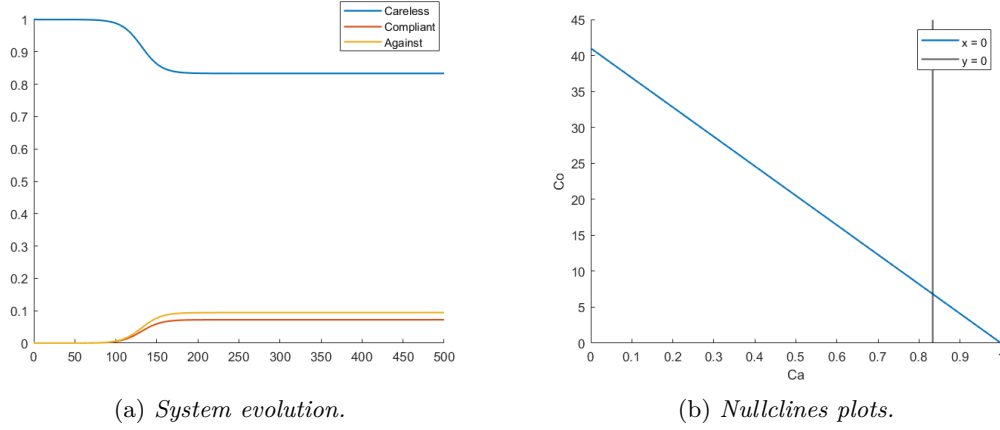 Careless
Compliant
Against
1
0.9
0.8
0.7
0.6
0.5
0.4
0.3
0.2
0.1
0
0 50 100 150 200 250 300 350 400 450 500
(a) System evolution.
x = 0
y = 0
45
40
35
30
25
20
15
10
5
0
Co
0 0.1 0.2 0.3 0.4 0.5 0.6 0.7 0.8 0.9 1
Ca
(b) Nullclines plots.